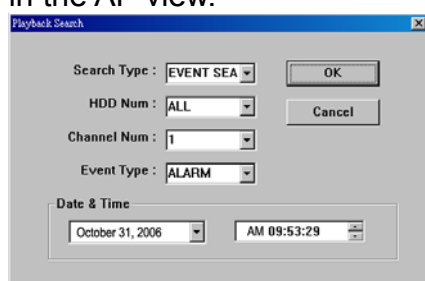 in the AP view.
Playback Search
Search Type : EVENT SEA OK
HDD Num : ALL
Cancel
Channel Num : 1
Event Type : ALARM
Date & Time
October 31, 2006 AM 09:53:29